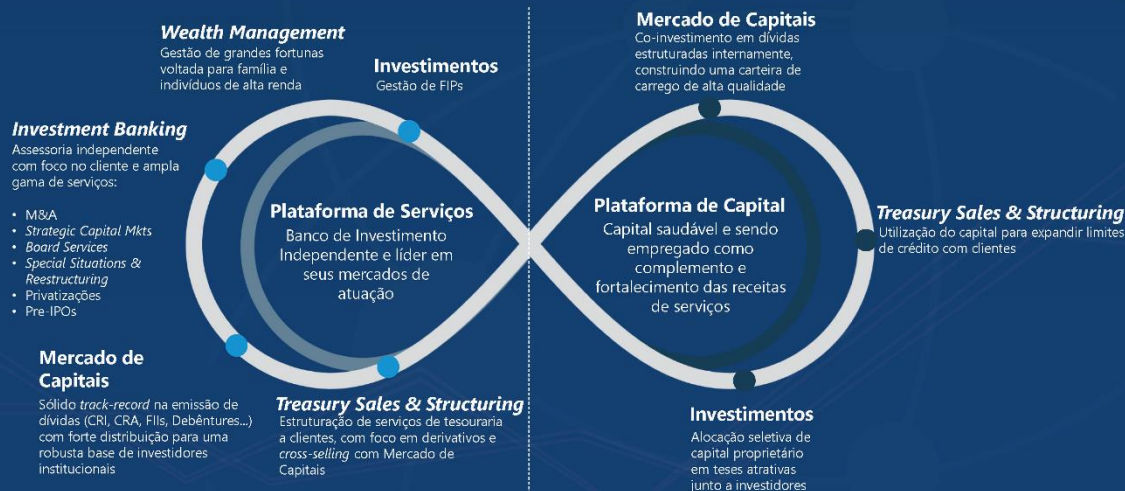 Wealth Management
Gestão de grandes fortunas
voltada para família e
indivíduos de alta renda
Investimentos
Gestão de FIPs
Investment Banking
Assessoria independente
com foco no cliente e ampla
gama de serviços:
• M&A
• Strategic Capital Mkts
• Board Services
• Special Situations &
Reestructuring
• Privatizações
• Pre-IPOs
Plataforma de Serviços
Banco de Investimento
Independente e líder em
seus mercados de
atuação
Mercado de
Capitais
Sólido track-record na emissão de
dívidas (CRI, CRA, FIIs, Debêntures...)
com forte distribuição para uma
robusta base de investidores
institucionais
Treasury Sales & Structuring
Estruturação de serviços de tesouraria
a clientes, com foco em derivativos e
cross-selling com Mercado de
Capitais
Mercado de Capitais
Co-investimento em dívidas
estruturadas internamente,
construindo uma carteira de
carrego de alta qualidade
Plataforma de Capital
Capital saudável e sendo
empregado como
complemento e
fortalecimento das receitas
de serviços
Treasury Sales & Structuring
Utilização do capital para expandir limites
de crédito com clientes
Investimentos
Alocação seletiva de
capital proprietário
em teses atrativas
junto a investidores